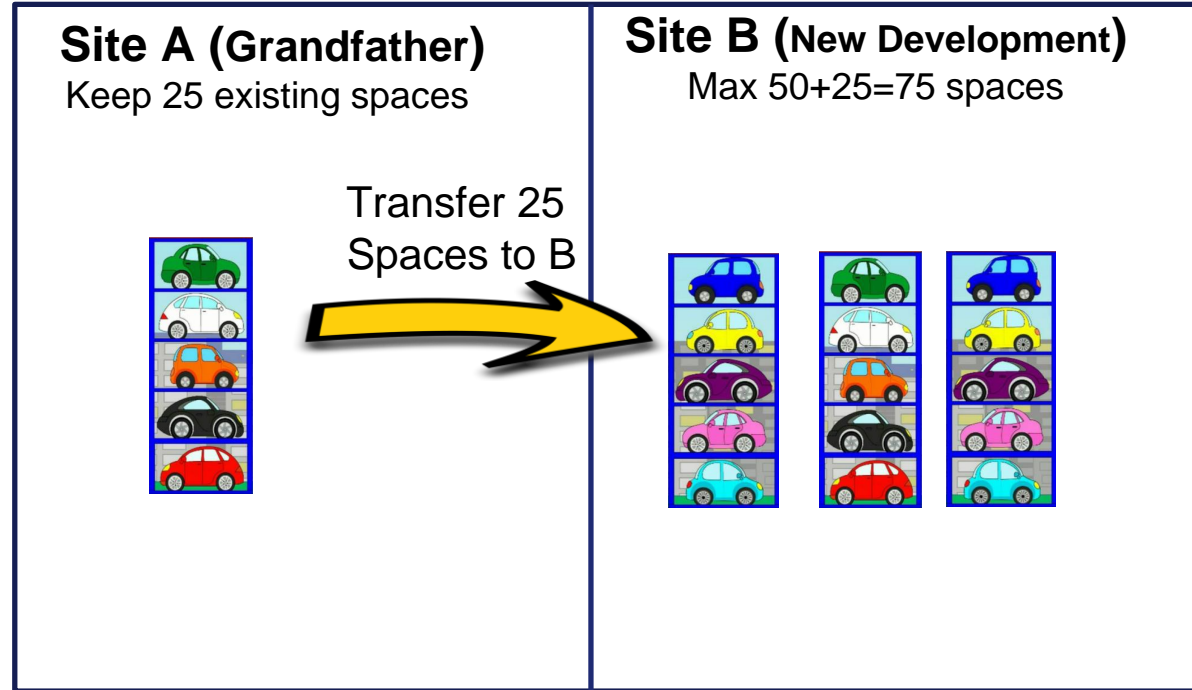 Site A (Grandfather)
Keep 25 existing spaces
Transfer 25
Spaces to B
Site B (New Development)
Max 50+25=75 spaces